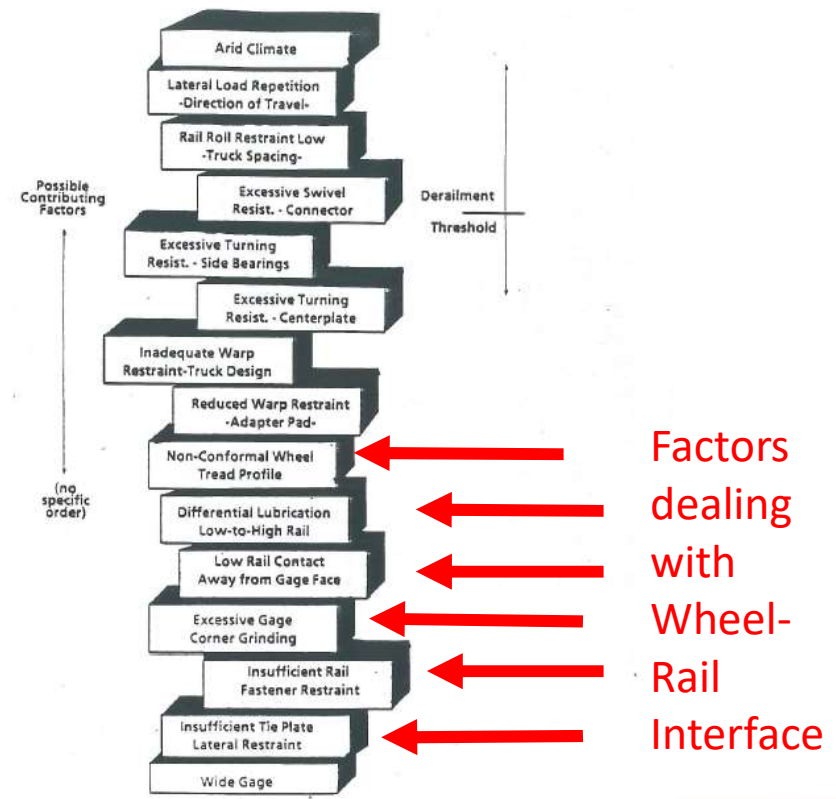 Arid Climate
Lateral Load Repetition
-Direction of Travel-
Rail Roll Restraint Low
-Truck Spacing-
Excessive Swivel
Resist. - Connector
Excessive Turning
Resist. - Side Bearings
Excessive Turning
Resist. - Centerplate
Inadequate Warp
Restraint-Truck Design
Reduced Warp Restraint
-Adapter Pad-
Non-Conformal Wheel
Tread Profile
Differential Lubrication
Low-to-High Rail
Low Rail Contact
Away from Gage Face
Excessive Gage
Corner Grinding
Insufficient Rail
Fastener Restraint
Insufficient Tie Plate
Lateral Restraint
Wide Gage
Possible
Contributing
Factors
(no
specific
order)
Derailment
Threshold
Factors
dealing
with
Wheel-
Rail
Interface